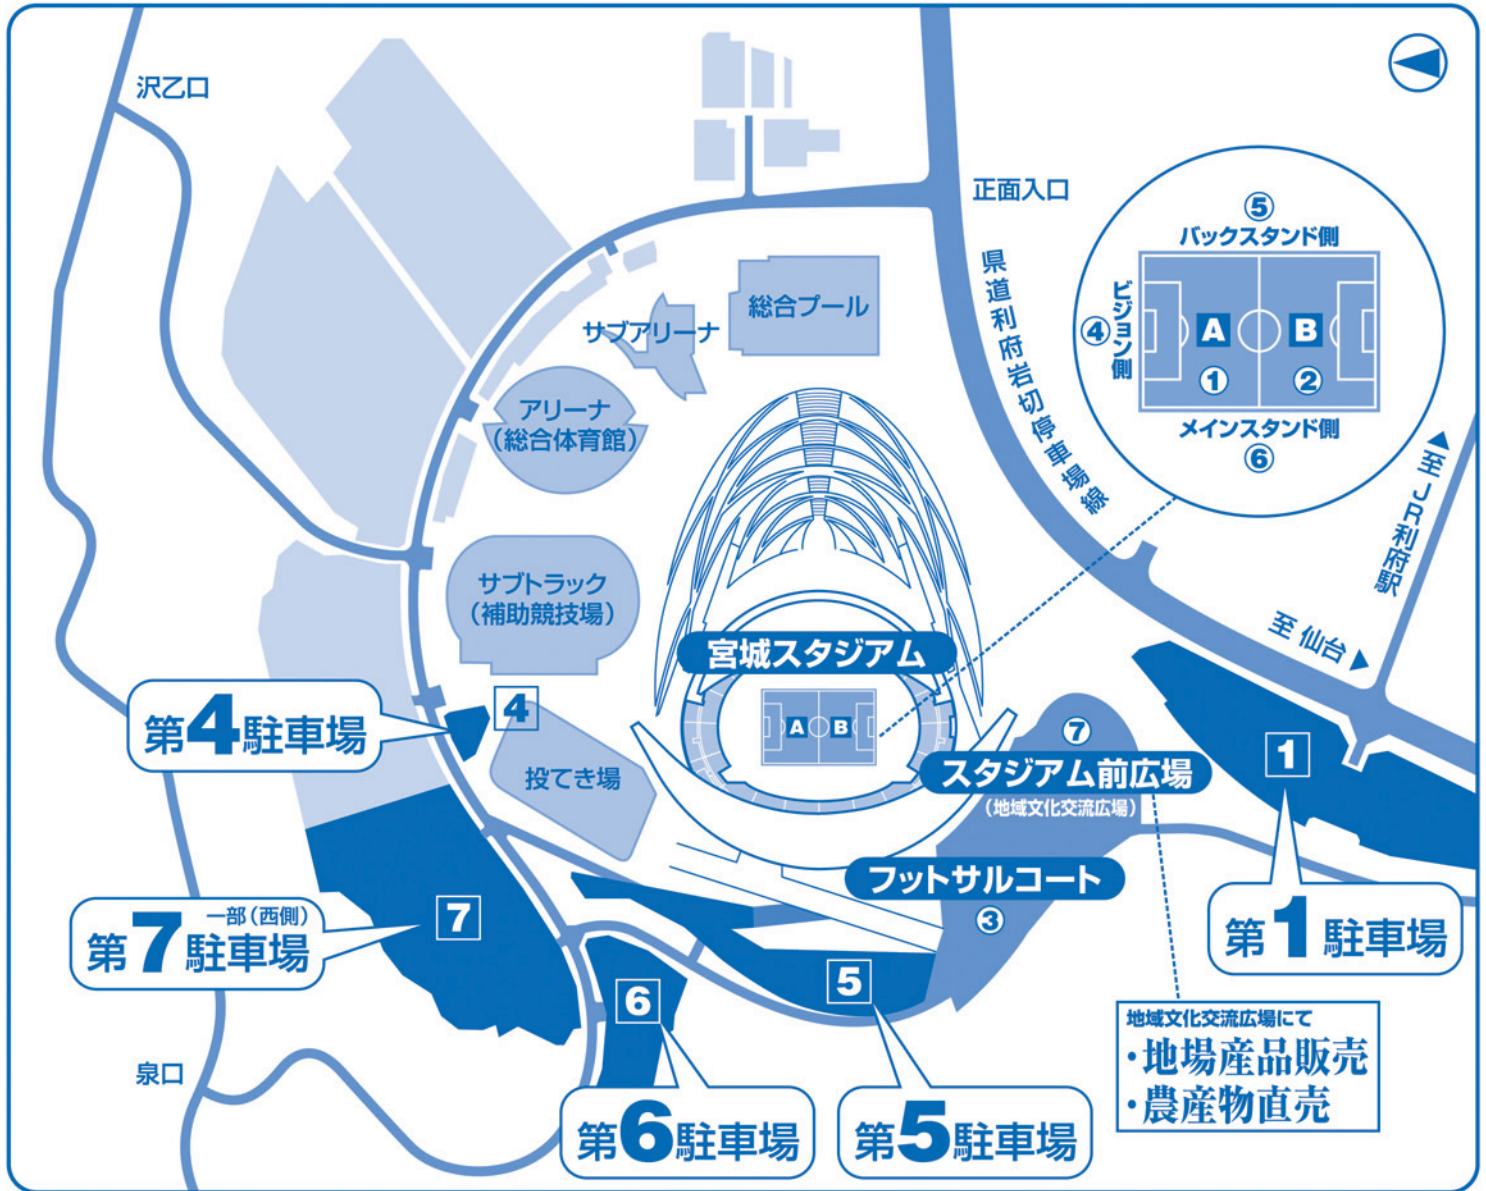 沢乙口
正面入口
⑤
バックスタンド側
④
ビジョン側
A
B
①
②
メインスタンド側
⑥
県道利府岩切停車場線
総合プール
サブアリーナ
アリーナ
(総合体育館)
サブトラック
(補助競技場)
宮城スタジアム
A
B
至 JR利府駅
至 仙台
4
第4駐車場
投てき場
⑦
スタジアム前広場
(地域文化交流広場)
1
第1駐車場
フットサルコート
③
7
一部(西側)
第7駐車場
6
第6駐車場
5
第5駐車場
泉口
地域文化交流広場にて
・地場産品販売
・農産物直売